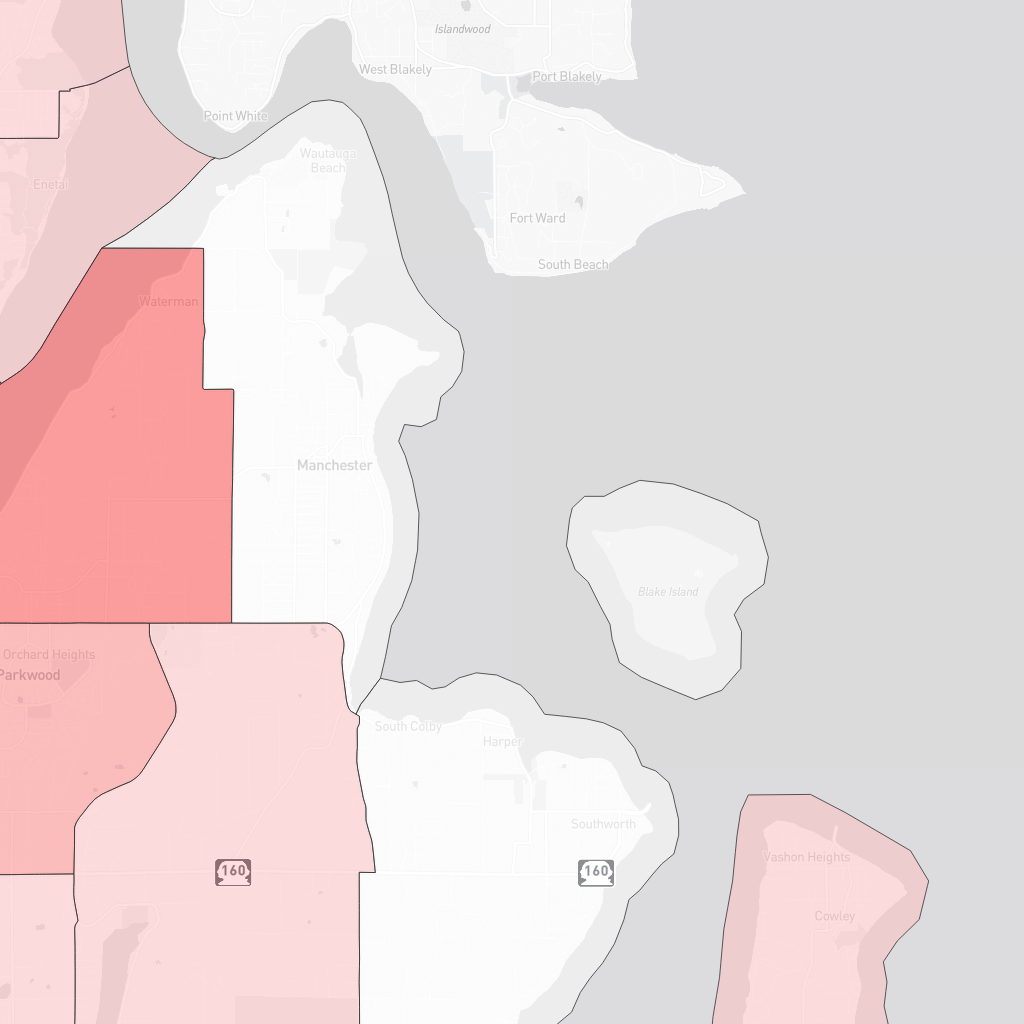 Islandwood
West Blakely
Port Blakely
Point White
Wautauga
Beach
Enetai
Fort Ward
South Beach
Waterman
Manchester
Blake Island
Orchard Heights
Parkwood
South Colby
Harper
Southworth
Vashon Heights
160
160
Cowley